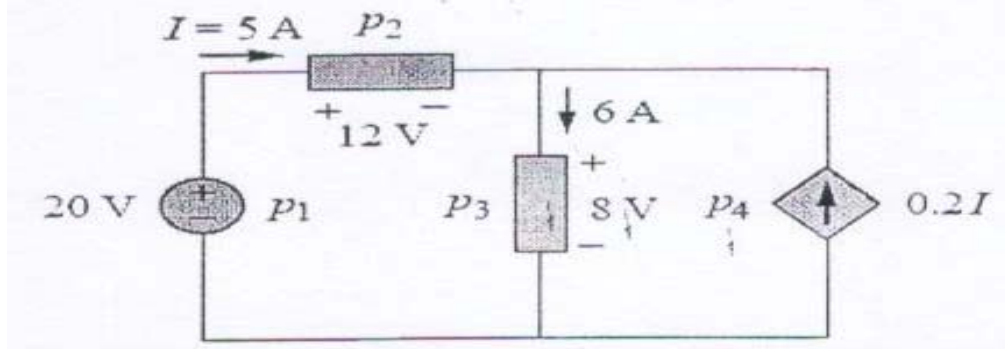 I = 5 A
p2
+ −
12 V
6 A
20 V
+
−
p1
p3
+
8 V
−
p4
0.2I